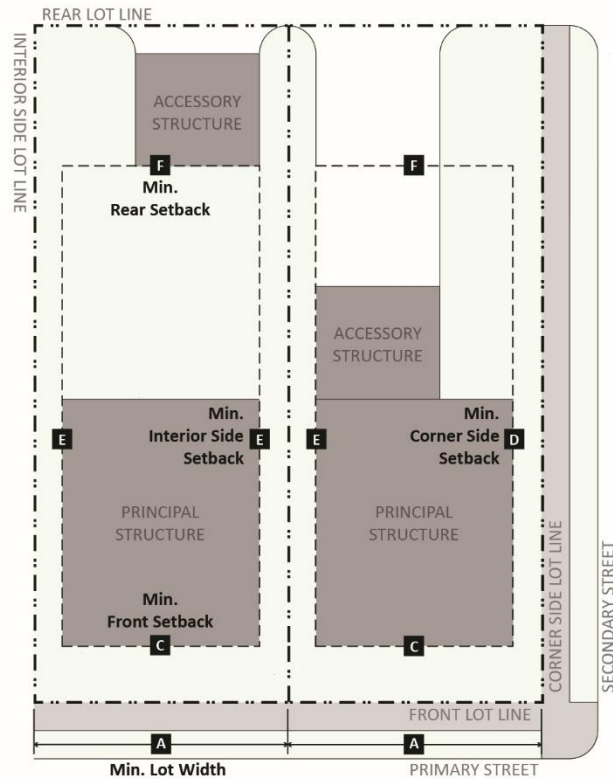 REAR LOT LINE
INTERIOR SIDE LOT LINE
ACCESSORY
STRUCTURE
F
F
Min.
Rear Setback
ACCESSORY
STRUCTURE
Min.
Interior Side
Setback
E
E
E
Min.
Corner Side
Setback
D
PRINCIPAL
STRUCTURE
PRINCIPAL
STRUCTURE
Min.
Front Setback
C
C
CORNER SIDE LOT LINE
SECONDARY STREET
FRONT LOT LINE
A
A
Min. Lot Width
PRIMARY STREET